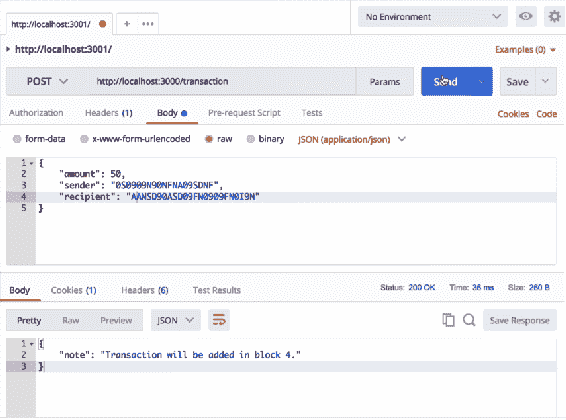 http://localhost:3001/ + ... No Environment
http://localhost:3001/ Examples (0)
POST http://localhost:3000/transaction Params Send Save
Authorization Headers (1) Body Pre-request Script Tests Cookies Code
form-data x-www-form-urlencoded raw binary JSON (application/json)
1 {
2 "amount": 50,
3 "sender":
4 "recipient":
5 }
Body Cookies (1) Headers (6) Test Results Status: 200 OK Time: 36 ms Size: 260 B
Pretty Raw Preview JSON Save Response
1 {
2 "note": "Transaction will be added in block 4."
3 }